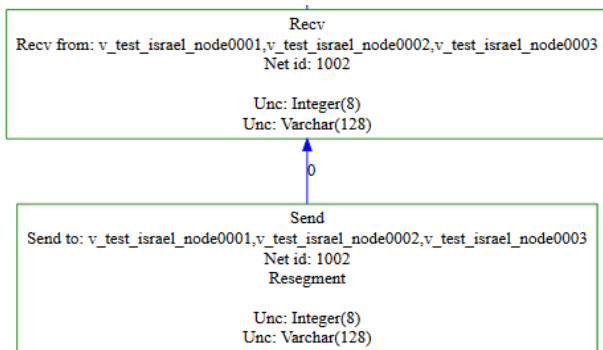 Recv
Recv from: v_test_israel_node0001,v_test_israel_node0002,v_test_israel_node0003
Net id: 1002
Unc: Integer(8)
Unc: Varchar(128)
0
Send
Send to: v_test_israel_node0001,v_test_israel_node0002,v_test_israel_node0003
Net id: 1002
Resegment
Unc: Integer(8)
Unc: Varchar(128)